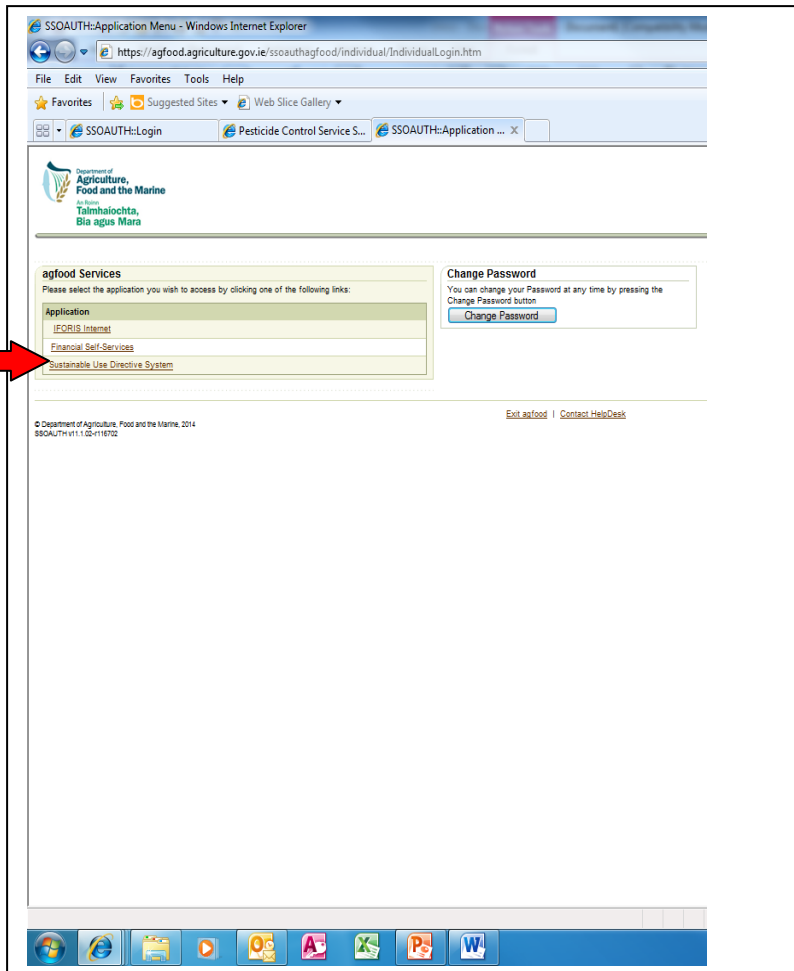 SSOAUTH::Application Menu - Windows Internet Explorer
https://agfood.agriculture.gov.ie/ssoauthagfood/individual/IndividualLogin.htm
File Edit View Favorites Tools Help
Favorites Suggested Sites Web Slice Gallery
SSOAUTH::Login Pesticide Control Service S... SSOAUTH::Application ... X
Department of
Agriculture,
Food and the Marine
An Roinn
Talmhaíochta,
Bia agus Mara
agfood Services
Please select the application you wish to access by clicking one of the following links:
Application
IFORIS Internet
Financial Self-Services
Sustainable Use Directive System
Change Password
You can change your Password at any time by pressing the
Change Password button
Change Password
Exit agfood | Contact HelpDesk
© Department of Agriculture, Food and the Marine, 2014
SSOAUTH v11.1.02-r116702